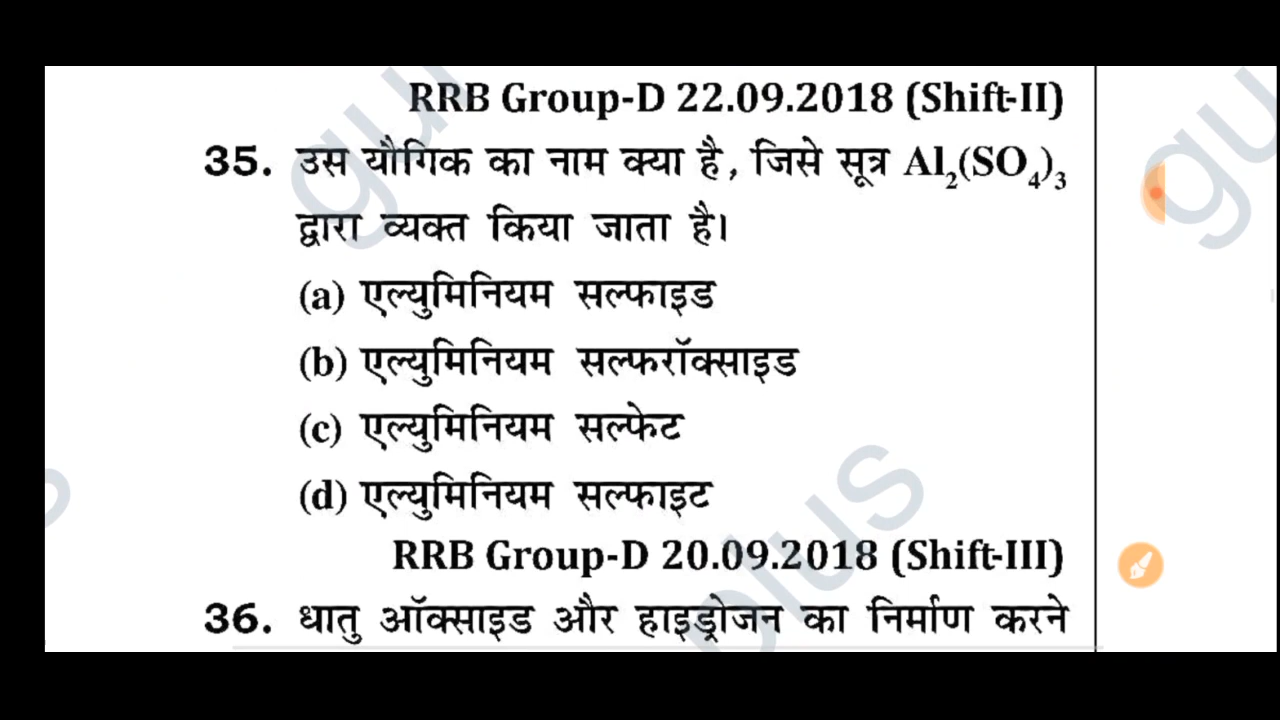 RRB Group-D 22.09.2018 (Shift-II)
35. उस यौगिक का नाम क्या है, जिसे सूत्र Al₂(SO₄)₃
द्वारा व्यक्त किया जाता है।
(a) एल्युमिनियम सल्फाइड
(b) एल्युमिनियम सल्फरॉक्साइड
(c) एल्युमिनियम सल्फेट
(d) एल्युमिनियम सल्फाइट
RRB Group-D 20.09.2018 (Shift-III)
36. धातु ऑक्साइड और हाइड्रोजन का निर्माण करने